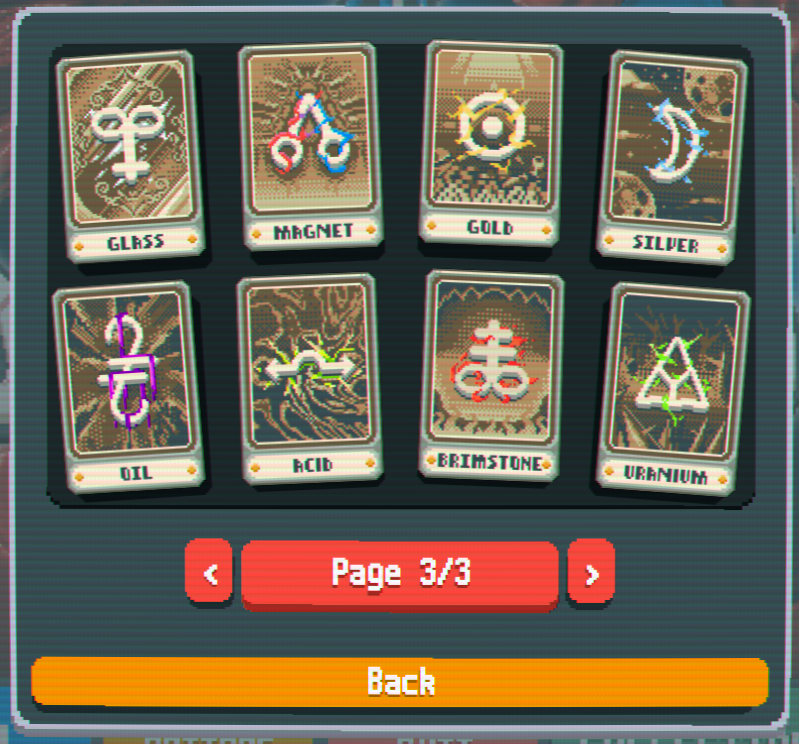 GLASS
MAGNET
GOLD
SILVER
OIL
ACID
BRIMSTONE
URANIUM
< Page 3/3 >
Back